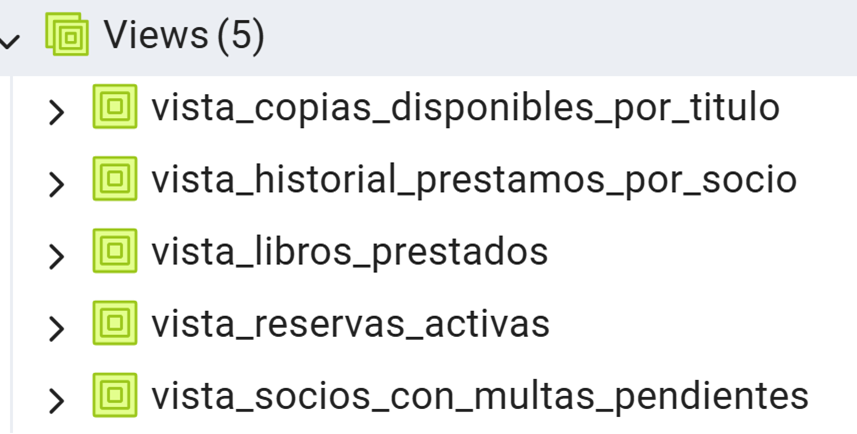 Views (5)
vista_copias_disponibles_por_titulo
vista_historial_prestamos_por_socio
vista_libros_prestados
vista_reservas_activas
vista_socios_con_multas_pendientes